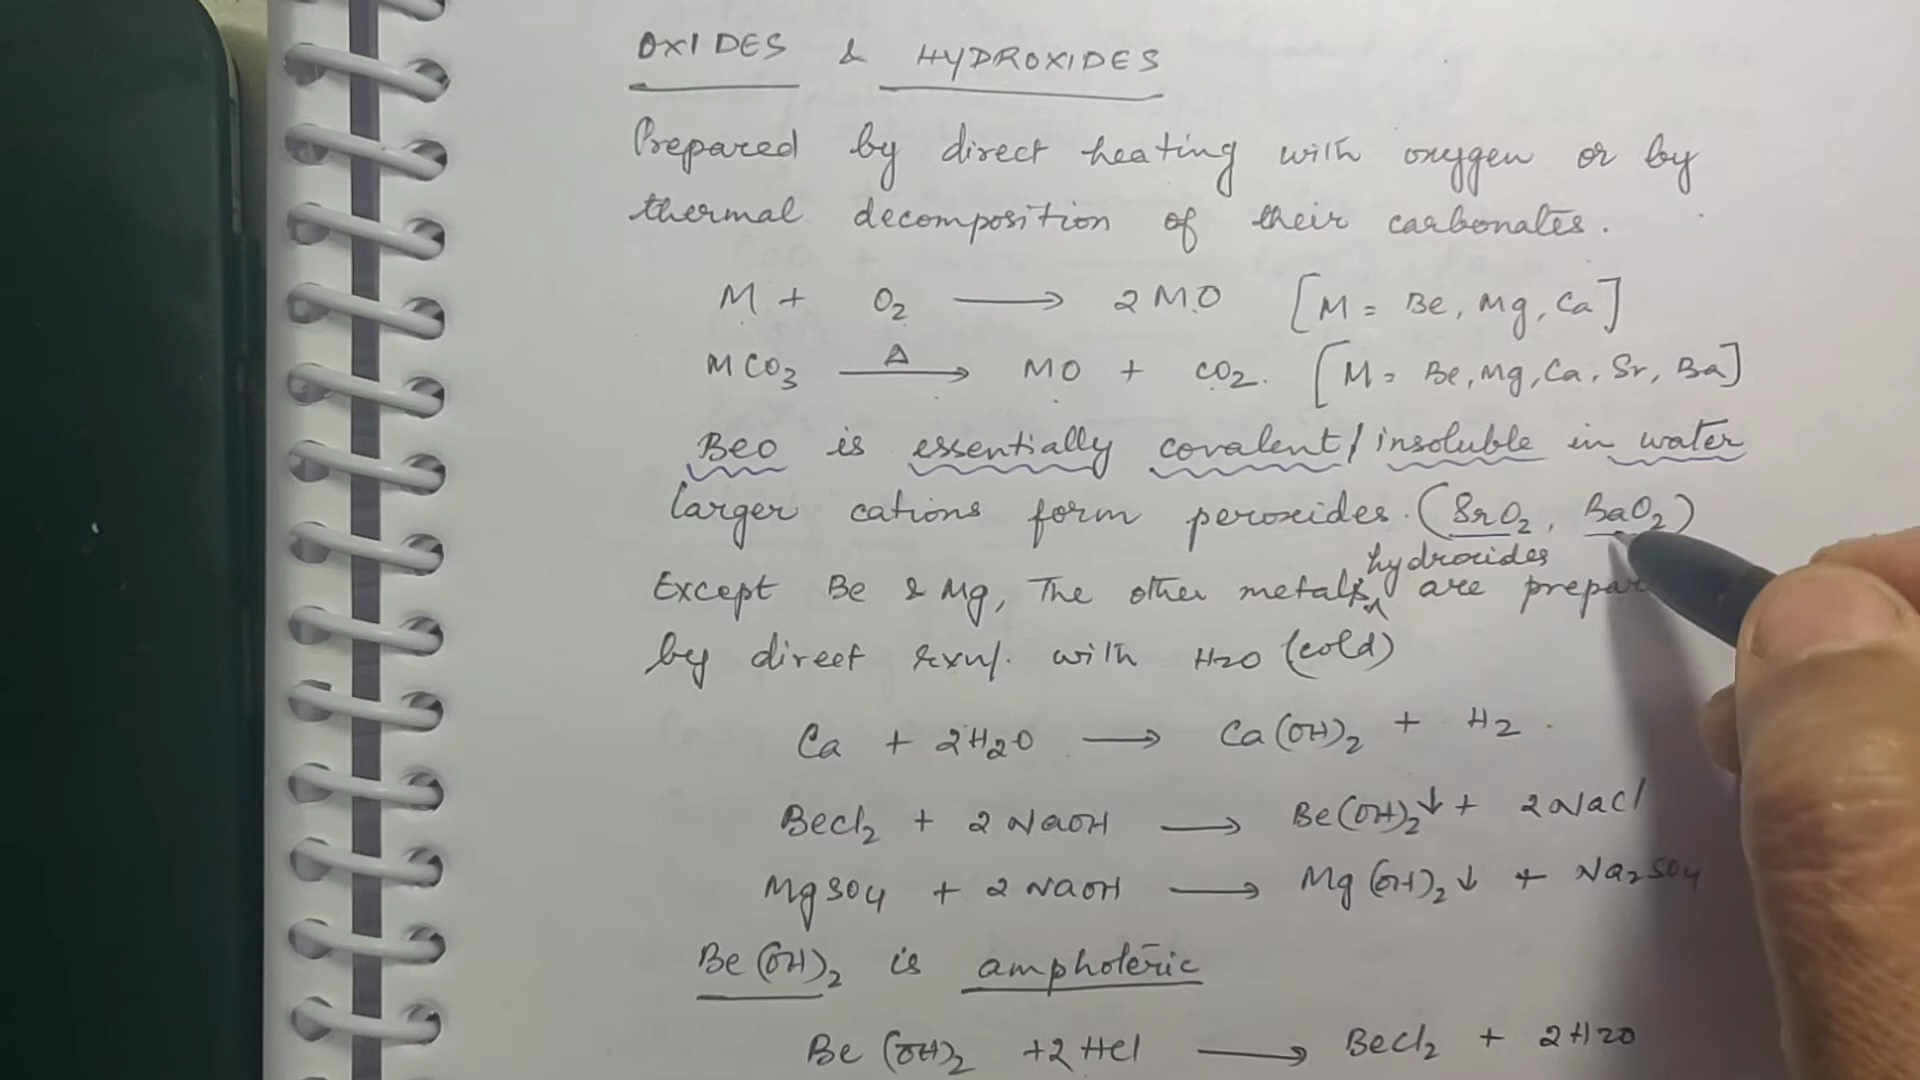 OXIDES & HYDROXIDES
Prepared by direct heating with oxygen or by
thermal decomposition of their carbonates.
M + O₂ ⟶ 2MO [M = Be, Mg, Ca]
MCO₃ ⟶ Δ MO + CO₂. [M = Be, Mg, Ca, Sr, Ba]
BeO is essentially covalent/insoluble in water
larger cations form peroxides. (SrO₂, BaO₂)
hydroxides
Except Be & Mg, The other metals are
by direct rxn. with H₂O (cold)
Ca + 2H₂O ⟶ Ca(OH)₂ + H₂.
BeCl₂ + 2NaOH ⟶ Be(OH)₂↓ + 2NaCl
MgSO₄ + 2NaOH ⟶ Mg(OH)₂↓ + Na₂SO₄
Be(OH)₂ is amphoteric
Be(OH)₂ + 2HCl ⟶ BeCl₂ + 2H₂O